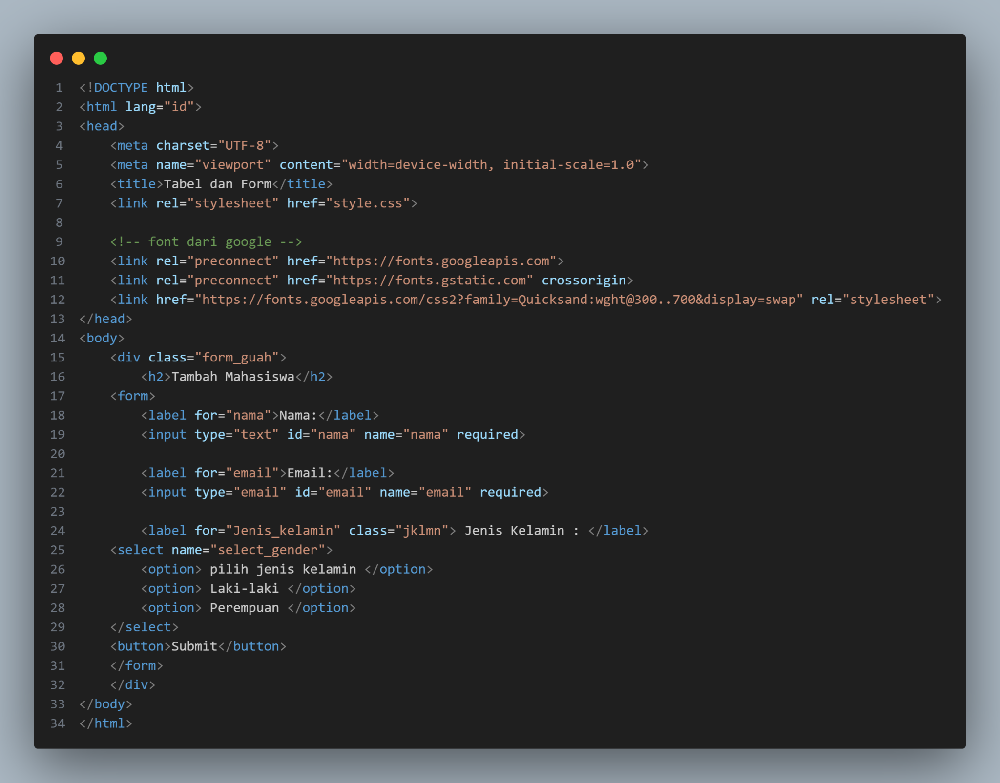 1 <!DOCTYPE html>
2 <html lang="id">
3 <head>
4     <meta charset="UTF-8">
5     <meta name="viewport" content="width=device-width, initial-scale=1.0">
6     <title>Tabel dan Form</title>
7     <link rel="stylesheet" href="style.css">
8
9     <!-- font dari google -->
10     <link rel="preconnect" href="https://fonts.googleapis.com">
11     <link rel="preconnect" href="https://fonts.gstatic.com" crossorigin>
12     <link href="https://fonts.googleapis.com/css2?family=Quicksand:wght@300..700&display=swap" rel="stylesheet">
13 </head>
14 <body>
15     <div class="form_guah">
16         <h2>Tambah Mahasiswa</h2>
17     <form>
18         <label for="nama">Nama:</label>
19         <input type="text" id="nama" name="nama" required>
20
21         <label for="email">Email:</label>
22         <input type="email" id="email" name="email" required>
23
24         <label for="Jenis_kelamin" class="jklmn"> Jenis Kelamin : </label>
25     <select name="select_gender">
26         <option> pilih jenis kelamin </option>
27         <option> Laki-laki </option>
28         <option> Perempuan </option>
29     </select>
30     <button>Submit</button>
31     </form>
32     </div>
33 </body>
34 </html>